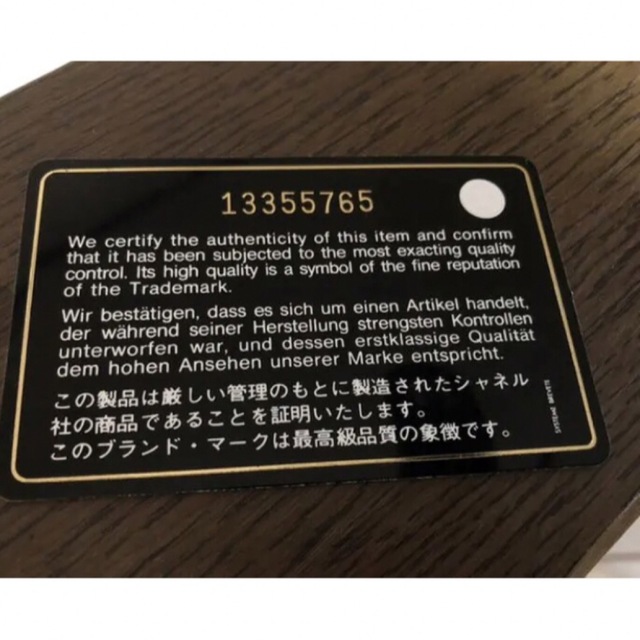 13355765
We certify the authenticity of this item and confirm
that it has been subjected to the most exacting quality
control. Its high quality is a symbol of the fine reputation
of the Trademark.
Wir bestätigen, dass es sich um einen Artikel handelt,
der während seiner Herstellung strengsten Kontrollen
unterworfen war, und dessen erstklassige Qualität
dem hohen Ansehen unserer Marke entspricht.
この製品は厳しい管理のもとに製造されたシャネル
社の商品であることを証明いたします。
このブランド・マークは最高級品質の象徴です。
SYSTEME BREVETE